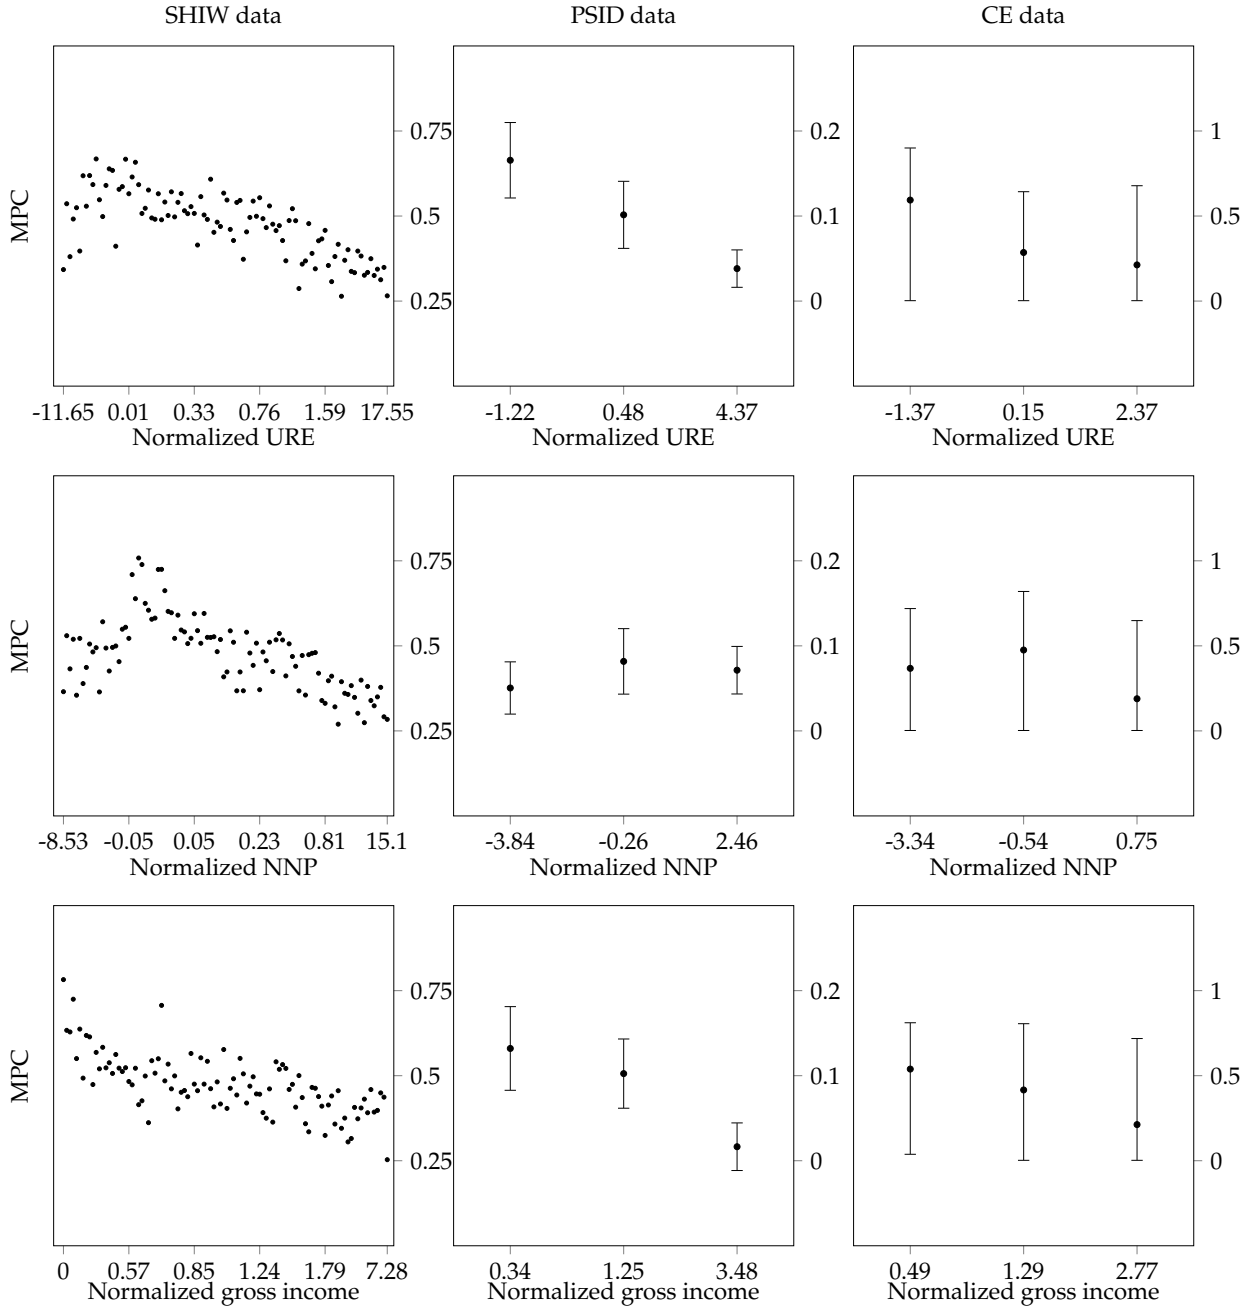 SHIW data PSID data CE data
0.75 0.2 1
MPC 0.5 0.1 0.5
0.25 0 0
-11.65 0.01 0.33 0.76 1.59 17.55 -1.22 0.48 4.37 -1.37 0.15 2.37
Normalized URE Normalized URE Normalized URE
0.75 0.2 1
MPC 0.5 0.1 0.5
0.25 0 0
-8.53 -0.05 0.05 0.23 0.81 15.1 -3.84 -0.26 2.46 -3.34 -0.54 0.75
Normalized NNP Normalized NNP Normalized NNP
0.75 0.2 1
MPC 0.5 0.1 0.5
0.25 0 0
0 0.57 0.85 1.24 1.79 7.28 0.34 1.25 3.48 0.49 1.29 2.77
Normalized gross income Normalized gross income Normalized gross income